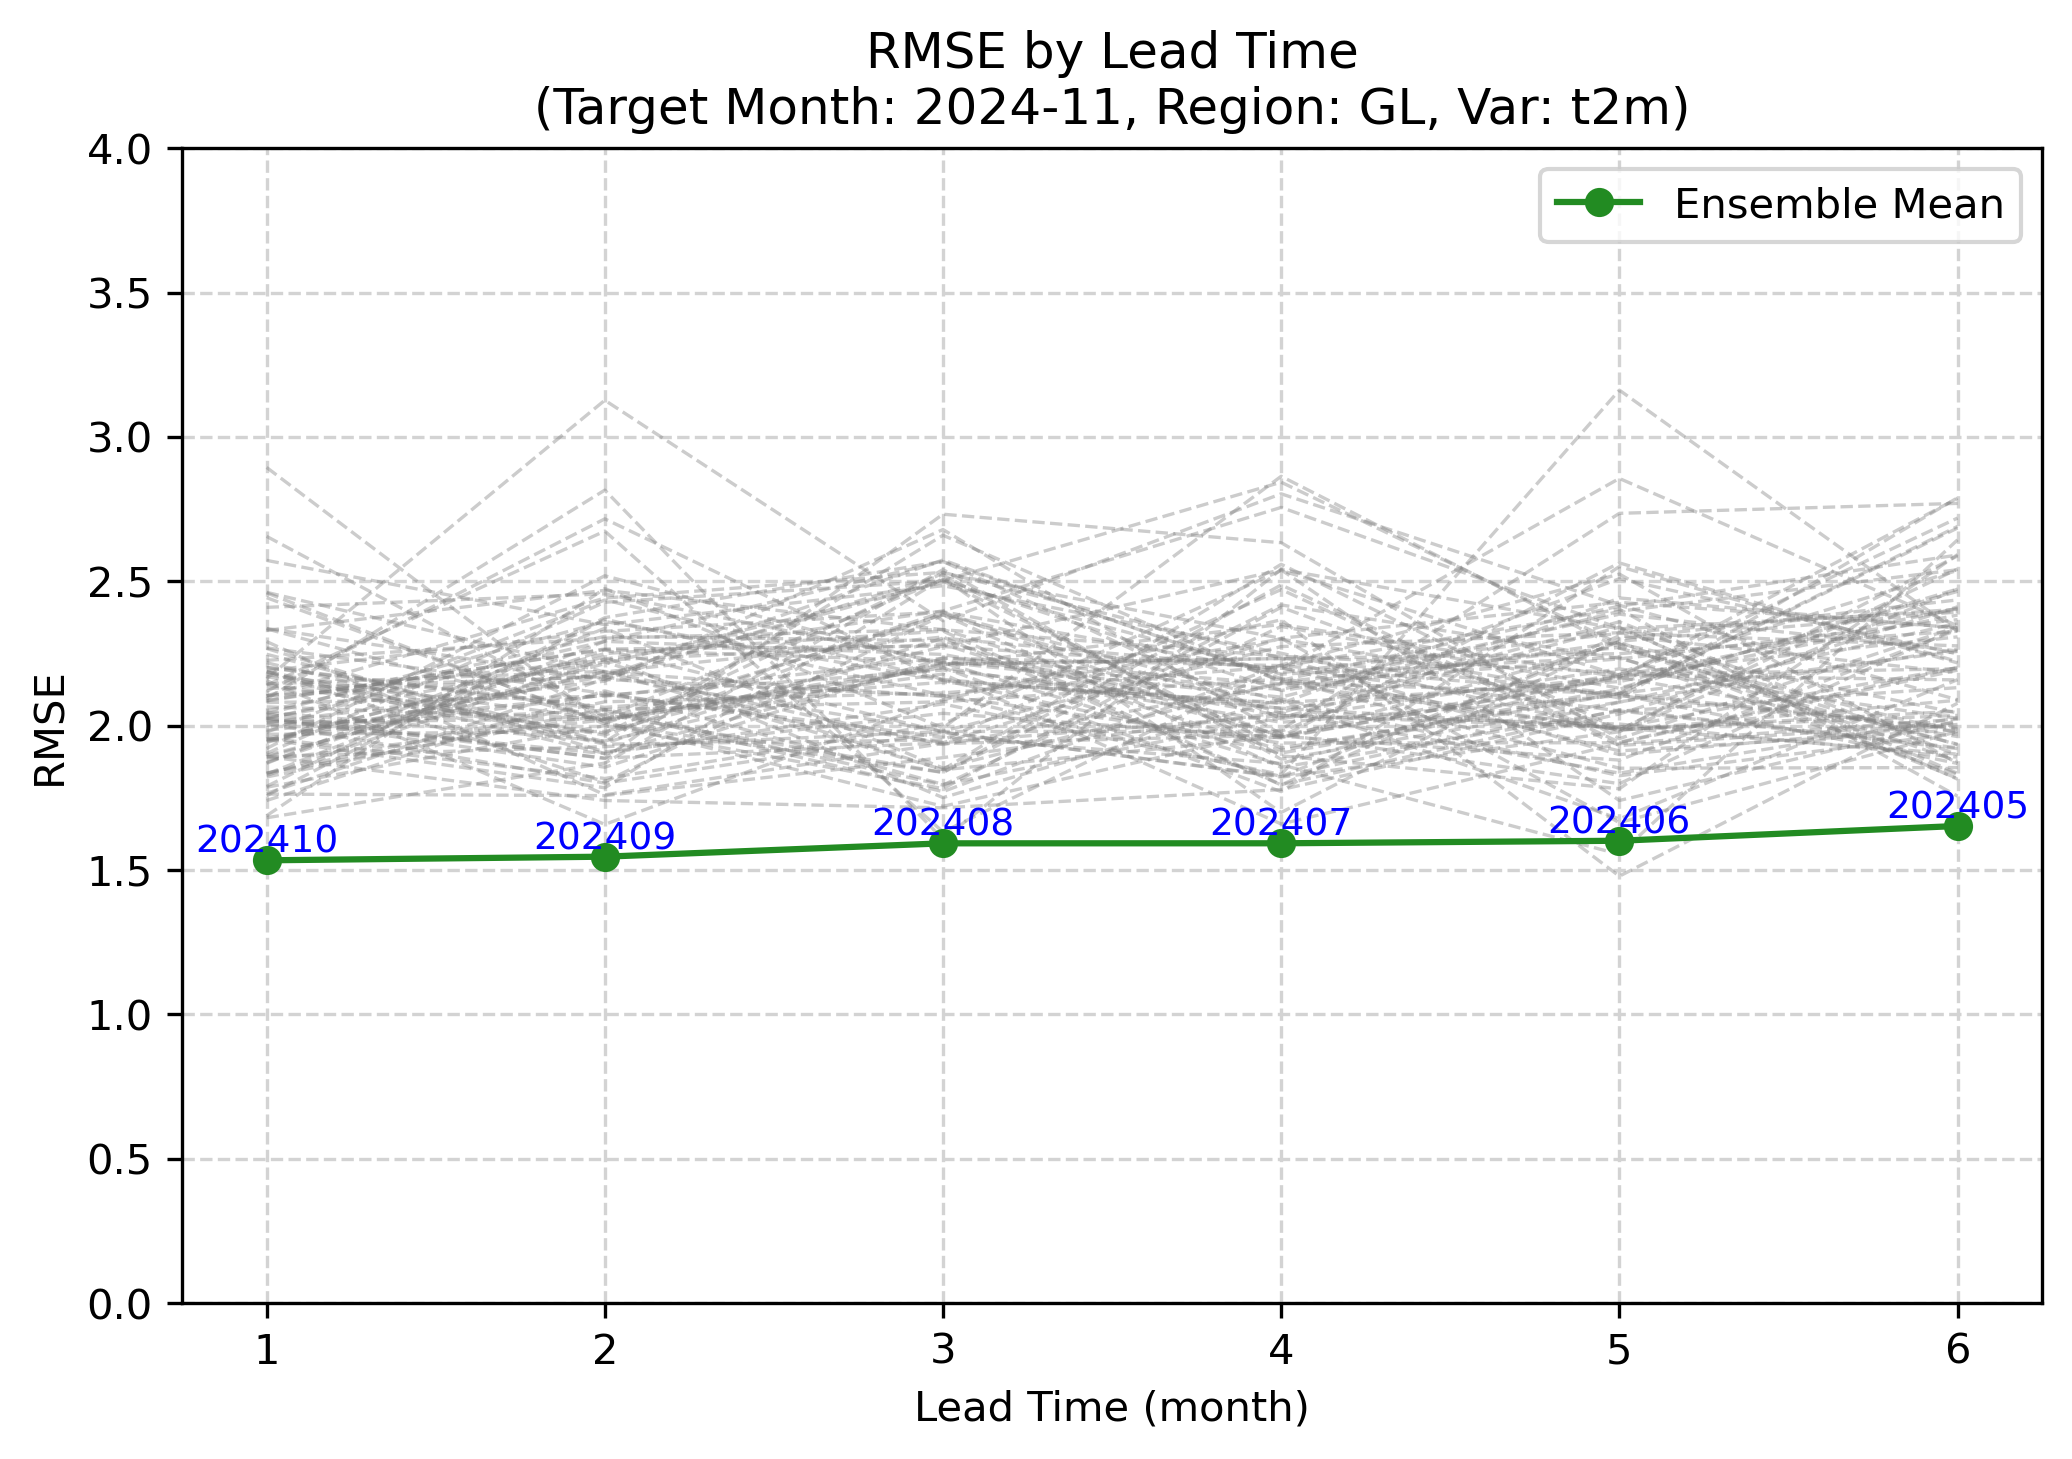 RMSE by Lead Time
(Target Month: 2024-11, Region: GL, Var: t2m)
4.0
3.5
3.0
2.5
2.0
1.5
1.0
0.5
0.0
RMSE
Ensemble Mean
202410
202409
202408
202407
202406
202405
1 2 3 4 5 6
Lead Time (month)